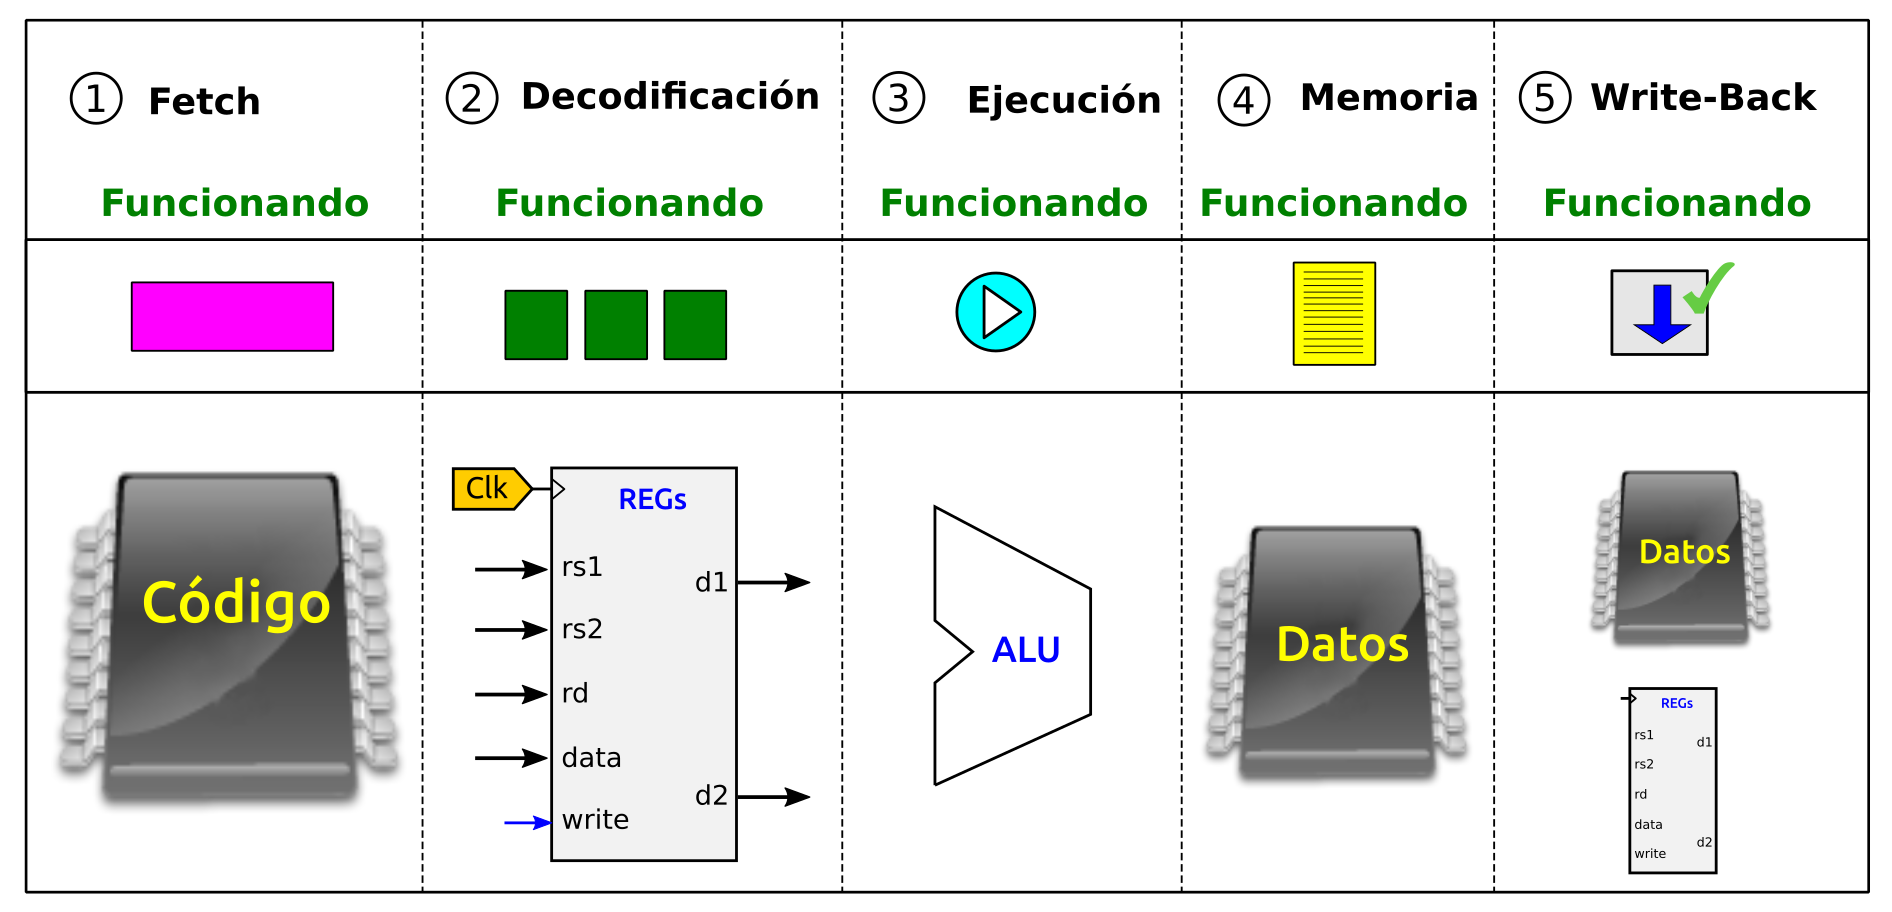 1 Fetch
2 Decodificación
3 Ejecución
4 Memoria
5 Write-Back
Funcionando
Funcionando
Funcionando
Funcionando
Funcionando
Código
Clk
REGs
rs1
rs2
rd
data
write
d1
d2
ALU
Datos
Datos
REGs
rs1
rs2
rd
data
write
d1
d2